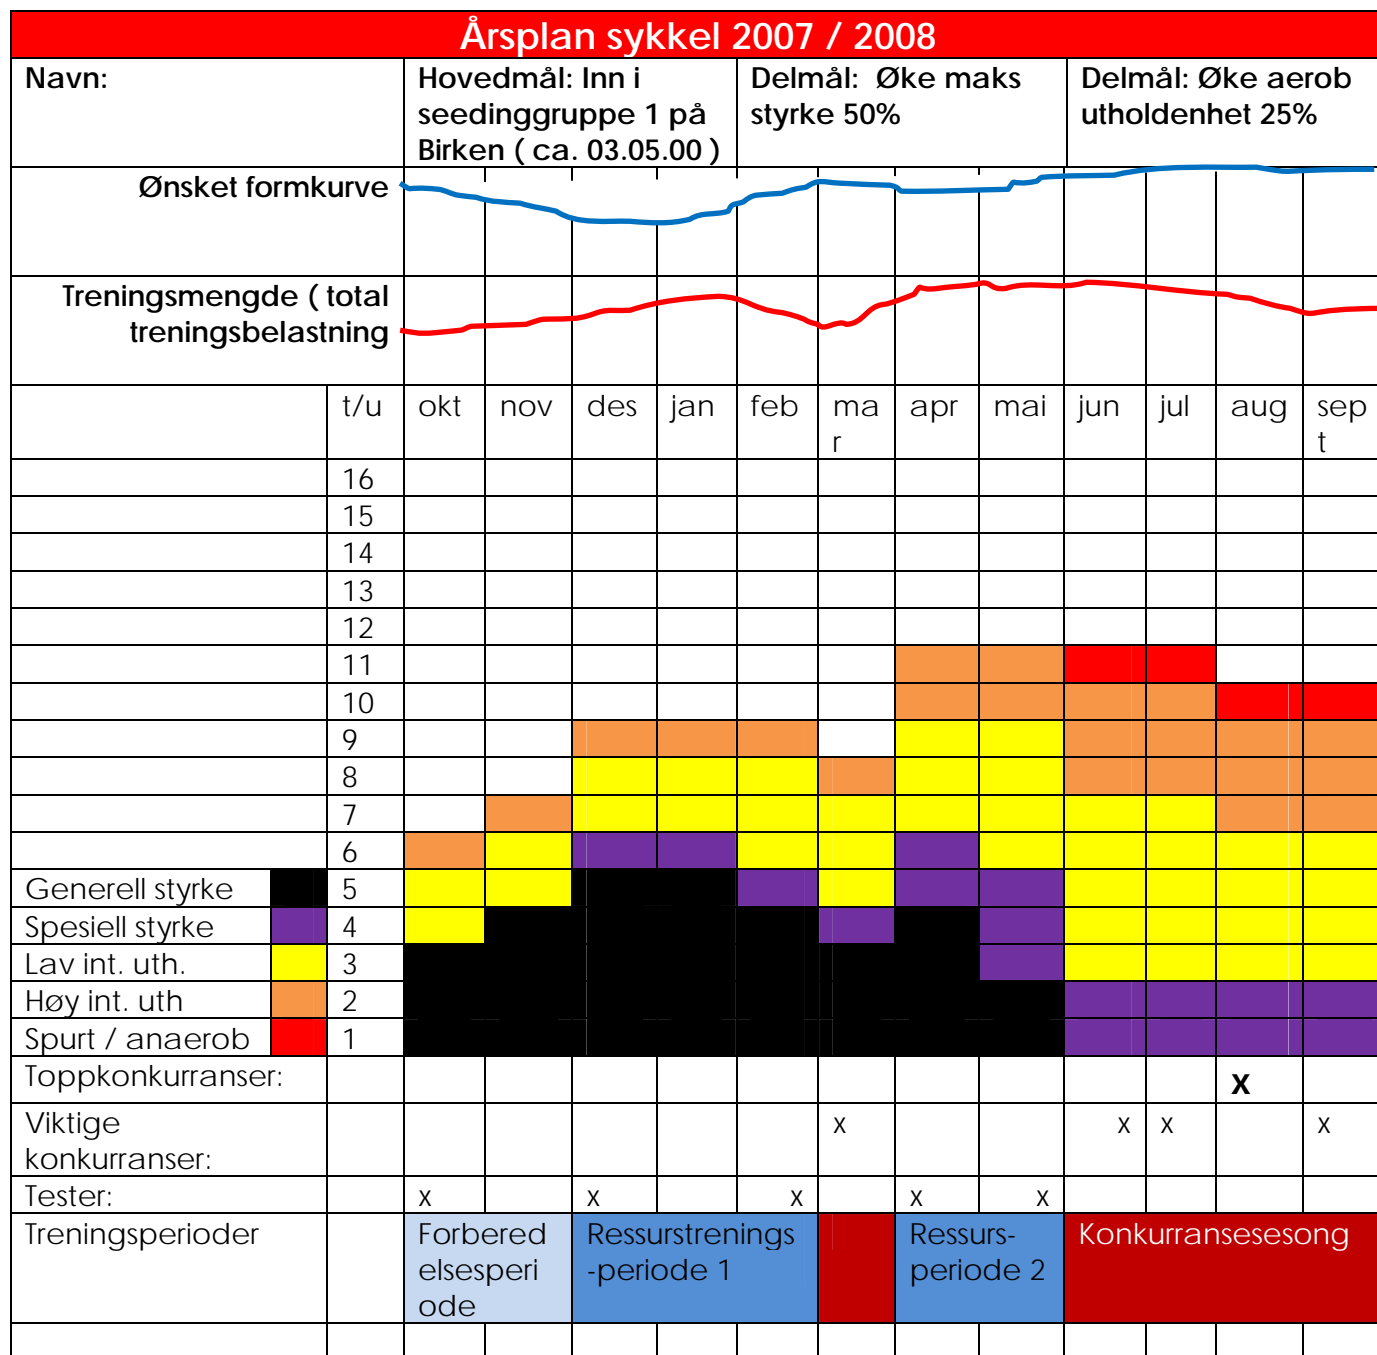 Årsplan sykkel 2007 / 2008
Navn:
Hovedmål: Inn i
seedinggruppe 1 på
Birken ( ca. 03.05.00 )
Delmål:  Øke maks
styrke 50%
Delmål: Øke aerob
utholdenhet 25%
Ønsket formkurve
Treningsmengde ( total
treningsbelastning
t/u okt nov des jan feb ma apr mai jun jul aug sep
r t
16
15
14
13
12
11
10
9
8
7
6
Generell styrke 5
Spesiell styrke 4
Lav int. uth. 3
Høy int. uth 2
Spurt / anaerob 1
Toppkonkurranser: X
Viktige x x x x
konkurranser:
Tester: x x x x x
Treningsperioder
Forbered
elsesperi
ode
Ressurstrenings
-periode 1
Ressurs-
periode 2
Konkurransesesong